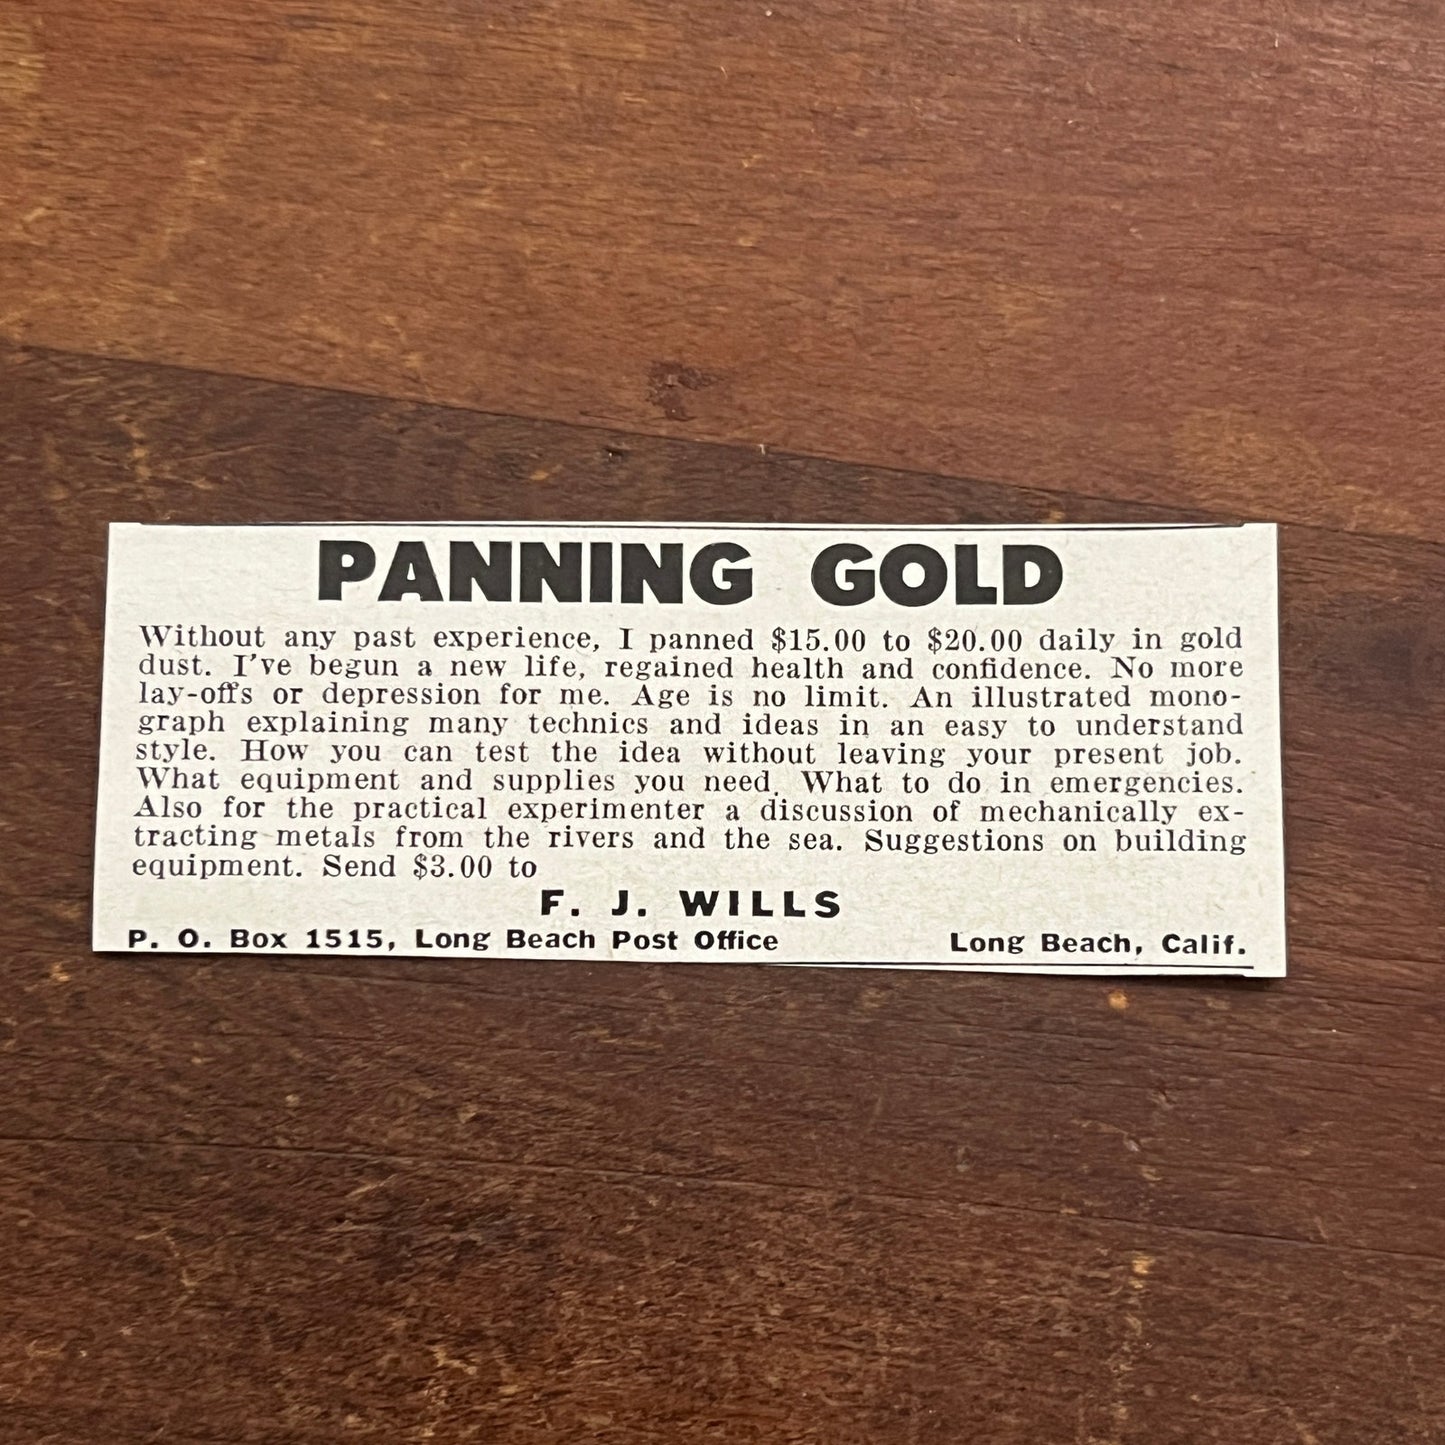 PANNING GOLD
Without any past experience, I panned $15.00 to $20.00 daily in gold
dust. I've begun a new life, regained health and confidence. No more
lay-offs or depression for me. Age is no limit. An illustrated mono-
graph explaining many technics and ideas in an easy to understand
style. How you can test the idea without leaving your present job.
What equipment and supplies you need. What to do in emergencies.
Also for the practical experimenter a discussion of mechanically ex-
tracting metals from the rivers and the sea. Suggestions on building
equipment. Send $3.00 to
F. J. WILLS
P. O. Box 1515, Long Beach Post Office Long Beach, Calif.